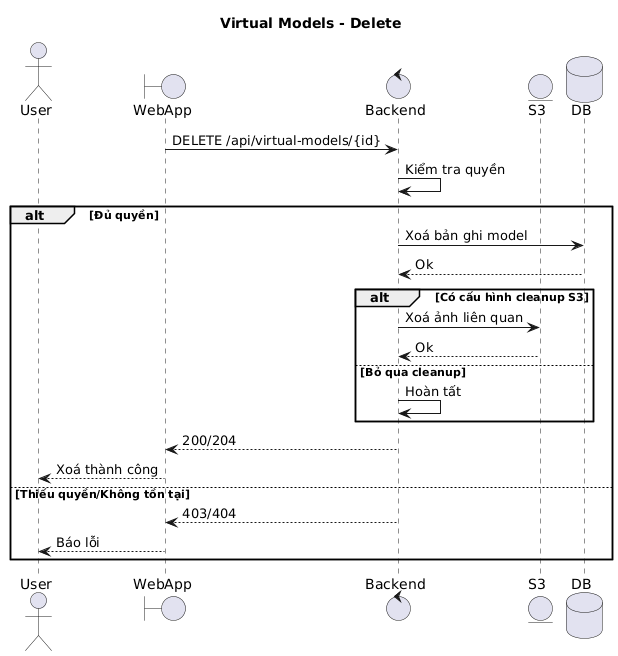 Virtual Models - Delete
User WebApp Backend S3 DB
DELETE /api/virtual-models/{id}
Kiểm tra quyền
alt [Đủ quyền]
Xoá bản ghi model
Ok
alt [Có cấu hình cleanup S3]
Xoá ảnh liên quan
Ok
[Bỏ qua cleanup]
Hoàn tất
200/204
Xoá thành công
[Thiếu quyền/Không tồn tại]
403/404
Báo lỗi
User WebApp Backend S3 DB